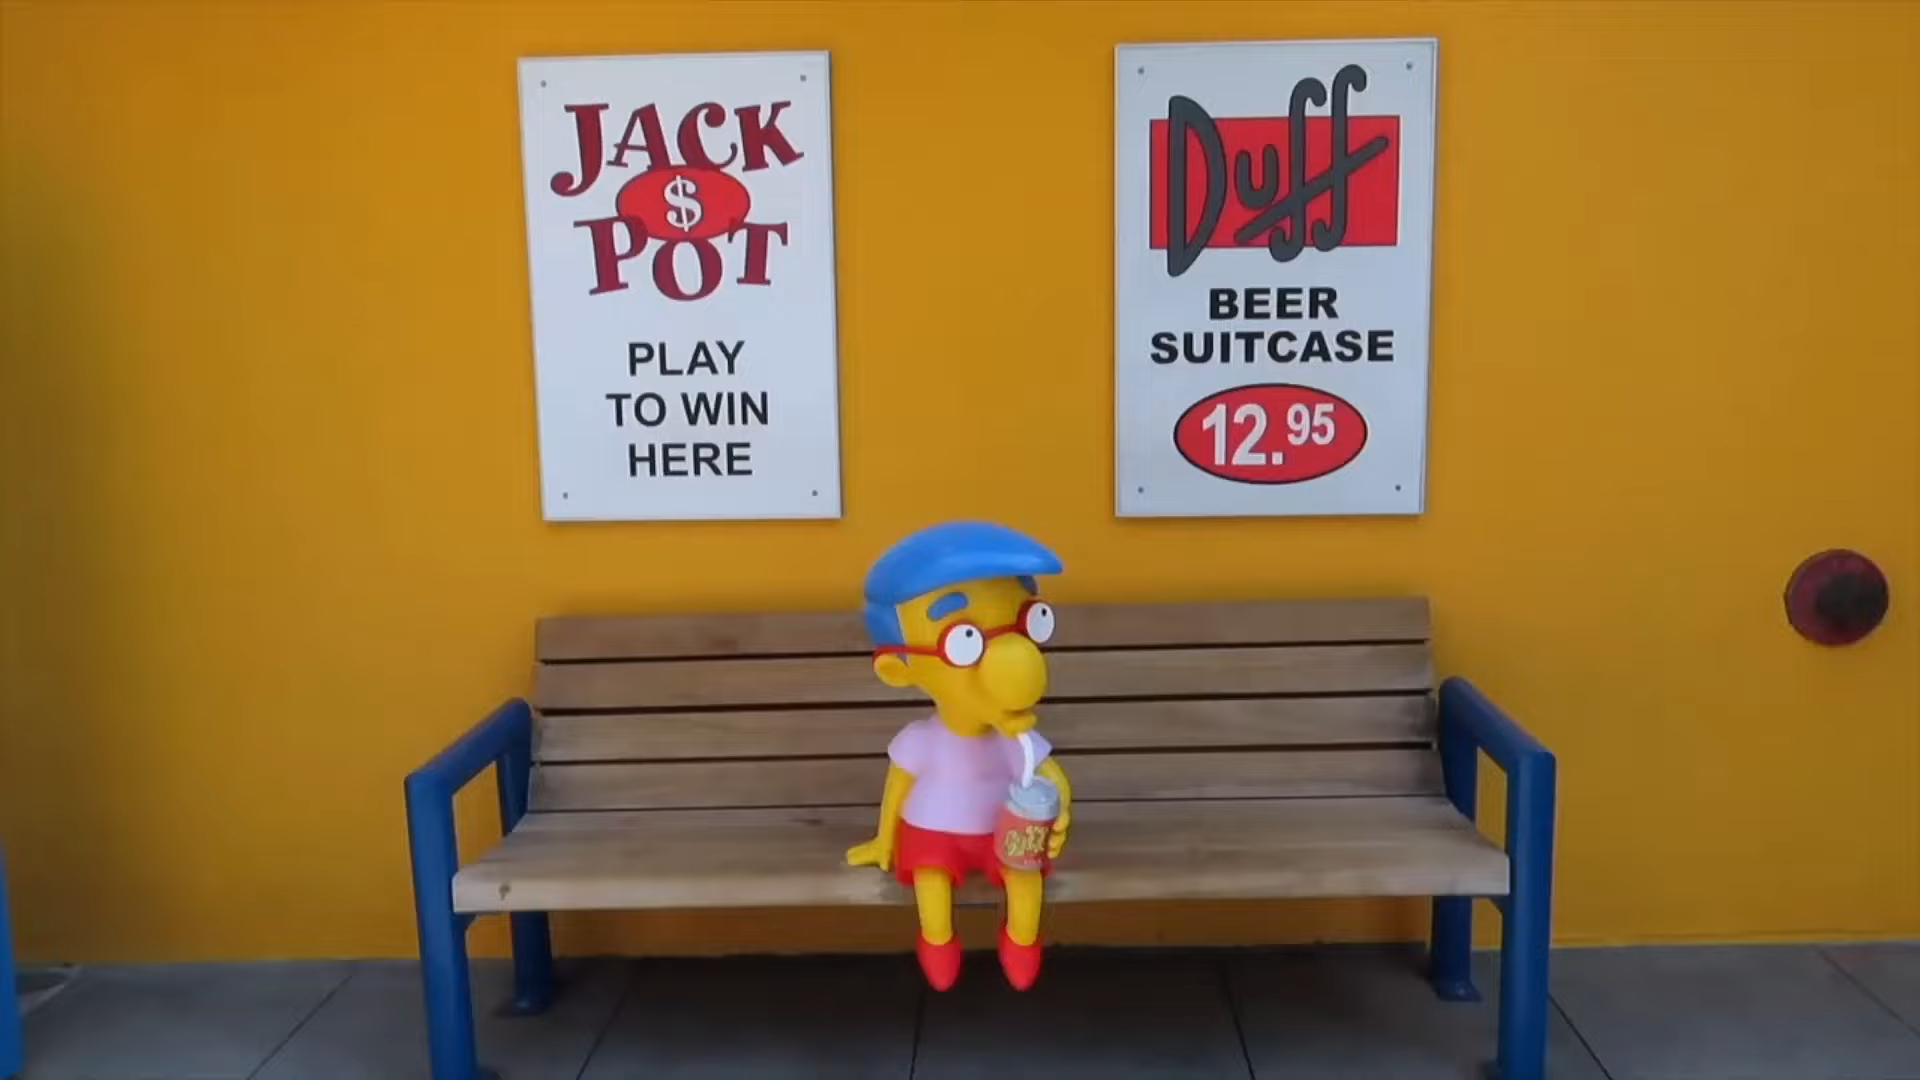 JACK
$
POT
PLAY
TO WIN
HERE
Duff
BEER
SUITCASE
12.95